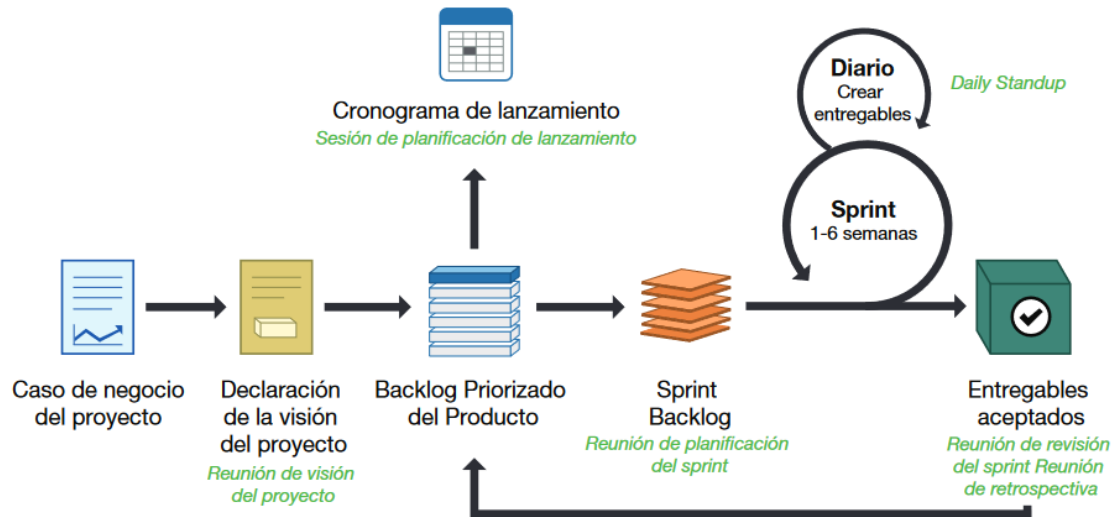 Cronograma de lanzamiento
Sesión de planificación de lanzamiento
Diario
Crear
entregables
Daily Standup
Sprint
1-6 semanas
Caso de negocio
del proyecto
Declaración
de la visión
del proyecto
Reunión de visión
del proyecto
Backlog Priorizado
del Producto
Sprint
Backlog
Reunión de planificación
del sprint
Entregables
aceptados
Reunión de revisión
del sprint Reunión
de retrospectiva